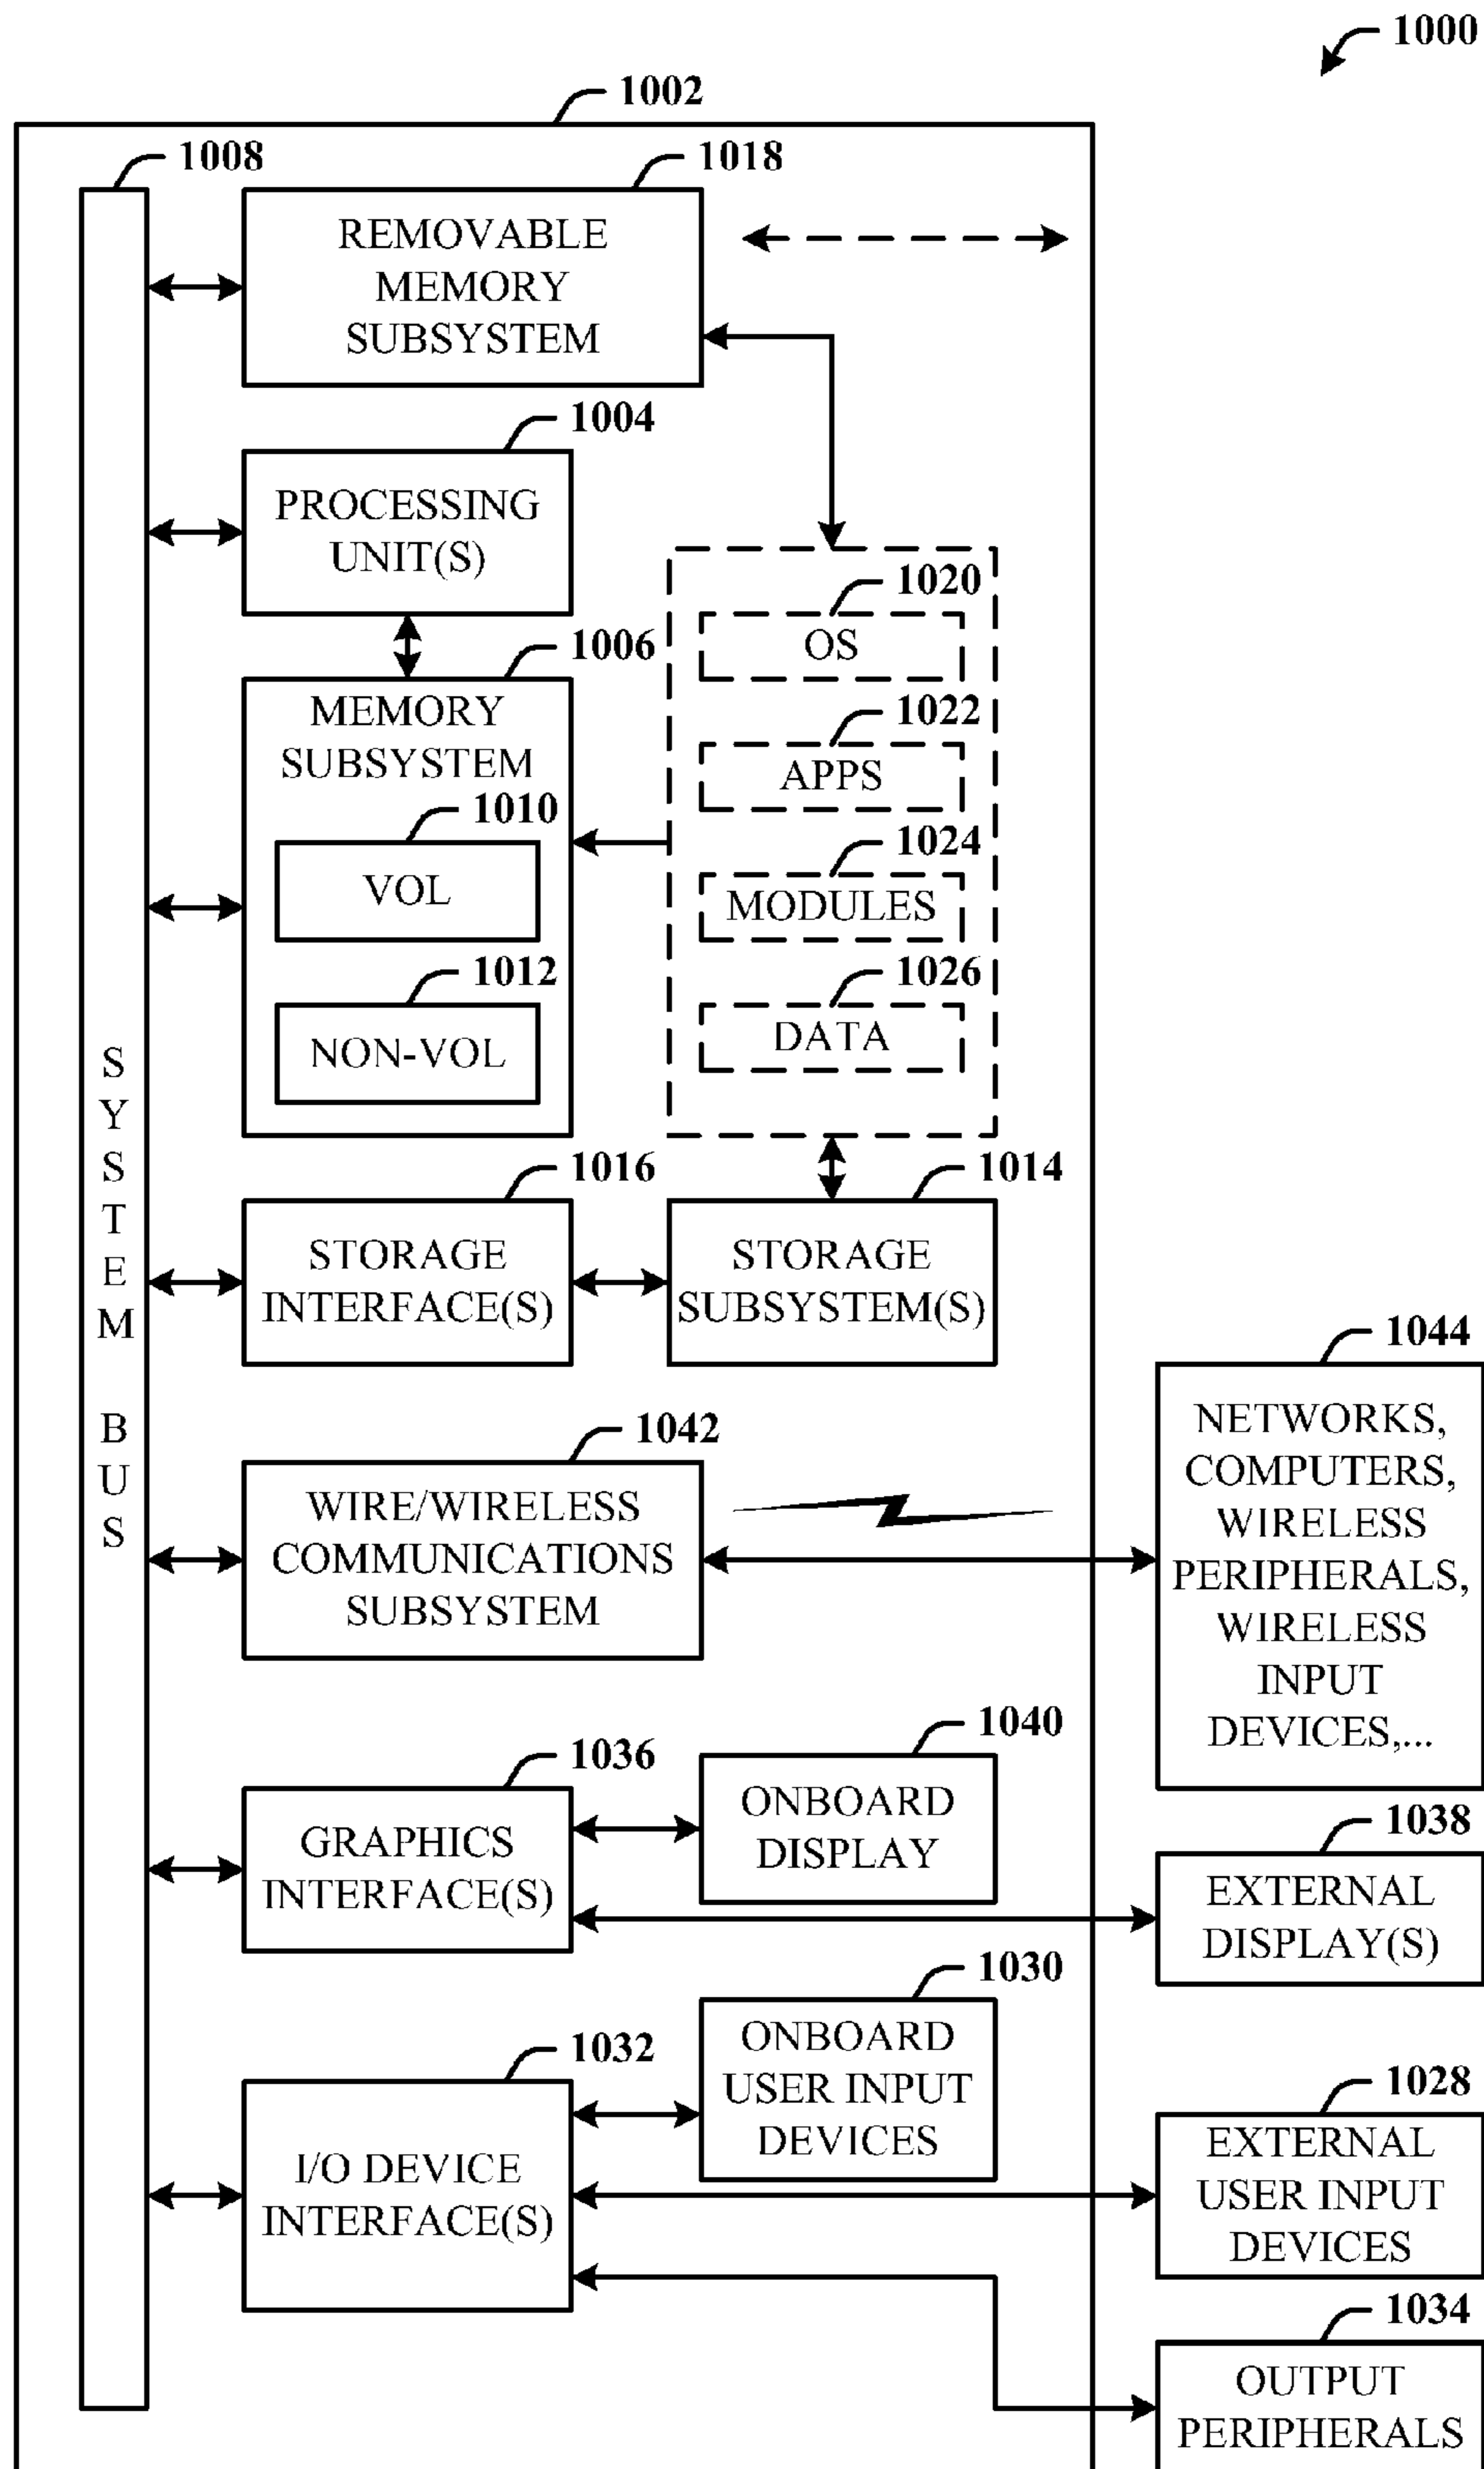 1000
1002
1008
1018
REMOVABLE
MEMORY
SUBSYSTEM
1004
PROCESSING
UNIT(S)
1006
MEMORY
SUBSYSTEM
1010
VOL
1012
NON-VOL
1020
OS
1022
APPS
1024
MODULES
1026
DATA
SYSTEM BUS
1016
STORAGE
INTERFACE(S)
1014
STORAGE
SUBSYSTEM(S)
1042
WIRE/WIRELESS
COMMUNICATIONS
SUBSYSTEM
1044
NETWORKS,
COMPUTERS,
WIRELESS
PERIPHERALS,
WIRELESS
INPUT
DEVICES,...
1036
GRAPHICS
INTERFACE(S)
1040
ONBOARD
DISPLAY
1038
EXTERNAL
DISPLAY(S)
1032
I/O DEVICE
INTERFACE(S)
1030
ONBOARD
USER INPUT
DEVICES
1028
EXTERNAL
USER INPUT
DEVICES
1034
OUTPUT
PERIPHERALS